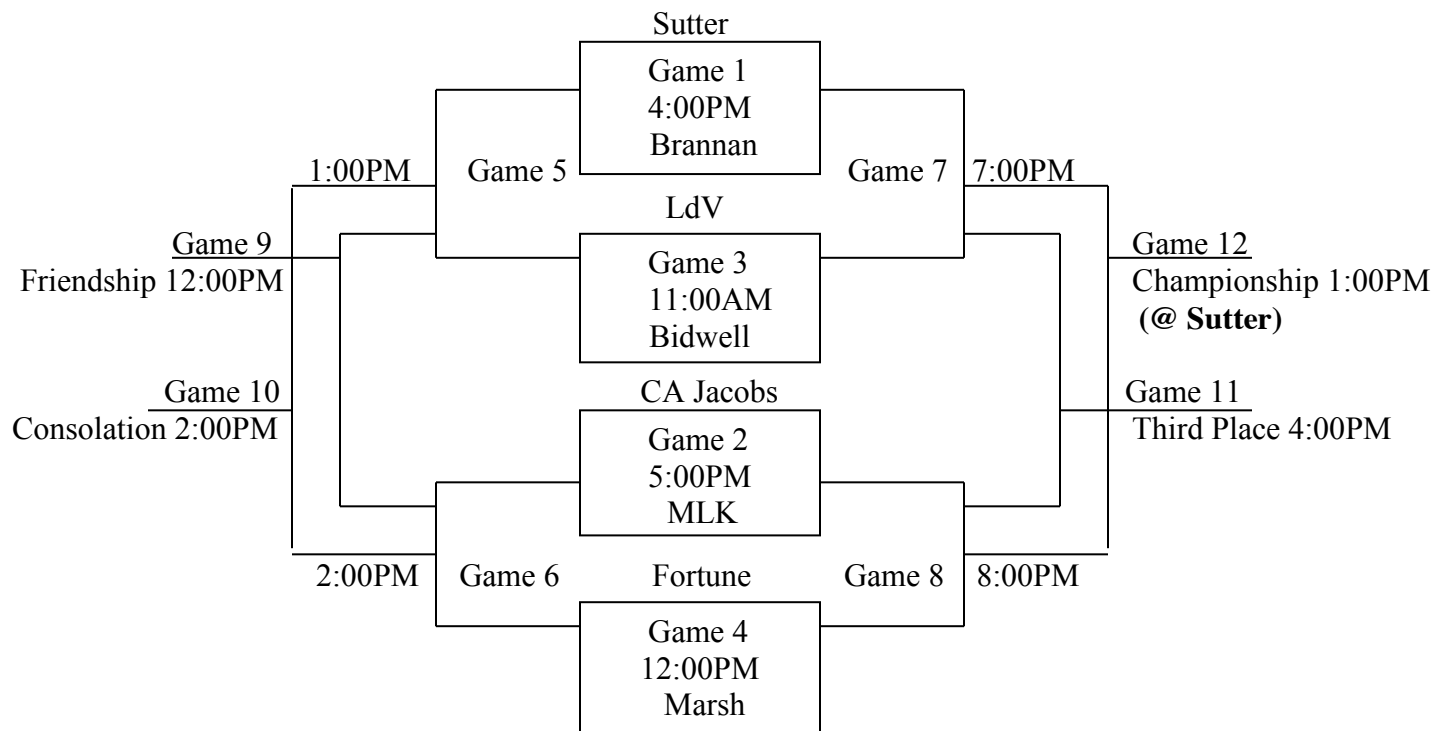 Sutter
Game 1
4:00PM
Brannan
1:00PM
Game 5
Game 7
7:00PM
LdV
Game 9
Friendship 12:00PM
Game 3
11:00AM
Bidwell
Game 12
Championship 1:00PM
(@ Sutter)
Game 10
Consolation 2:00PM
CA Jacobs
Game 2
5:00PM
MLK
Game 11
Third Place 4:00PM
2:00PM
Game 6
Fortune
Game 8
8:00PM
Game 4
12:00PM
Marsh